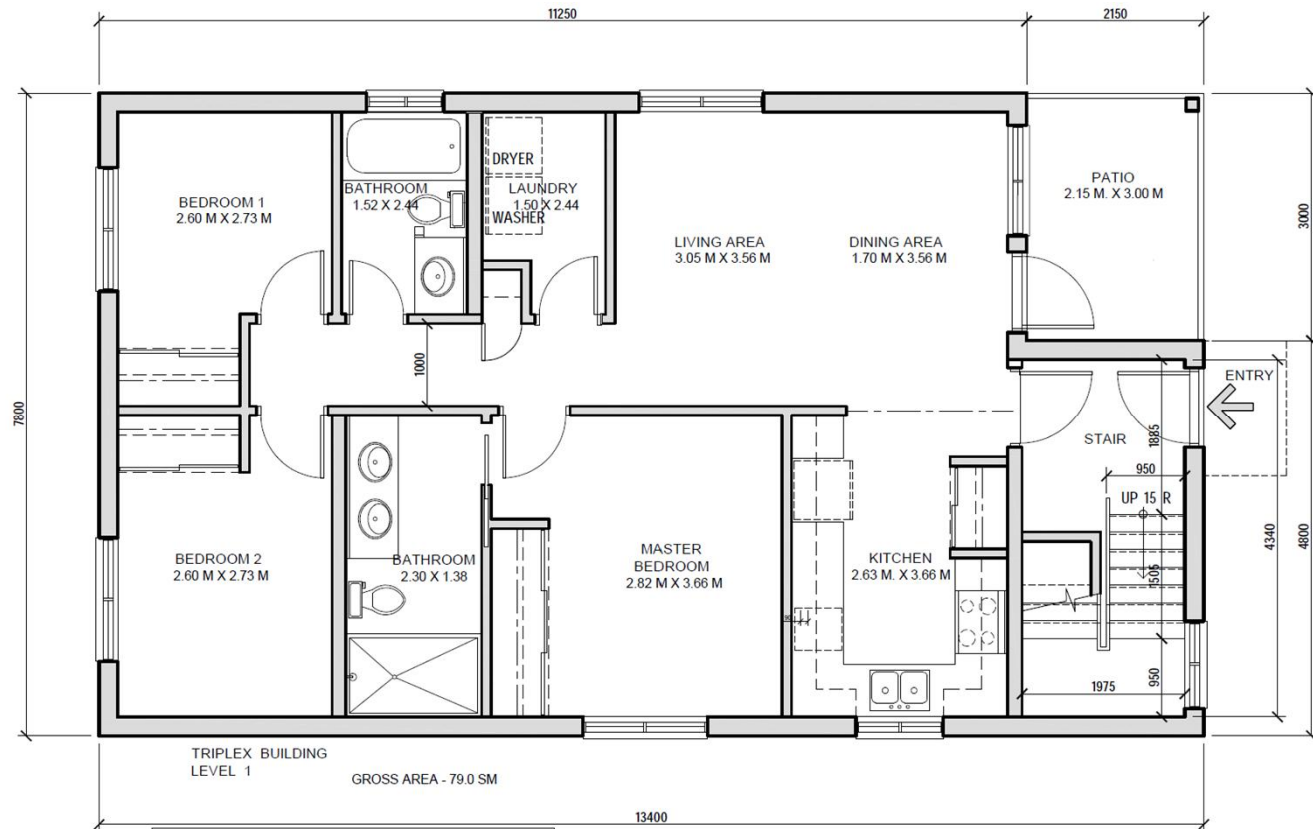 11250
2150
BEDROOM 1
2.60 M X 2.73 M
BATHROOM
1.52 X 2.44
DRYER
WASHER
LAUNDRY
1.50 X 2.44
LIVING AREA
3.05 M X 3.56 M
DINING AREA
1.70 M X 3.56 M
PATIO
2.15 M. X 3.00 M
3000
7800
1000
ENTRY
STAIR
1885
950
UP 15 R
BEDROOM 2
2.60 M X 2.73 M
BATHROOM
2.30 X 1.38
MASTER
BEDROOM
2.82 M X 3.66 M
KITCHEN
2.63 M. X 3.66 M
1505
4340
4800
1975
950
TRIPLEX BUILDING
LEVEL 1
GROSS AREA - 79.0 SM
13400